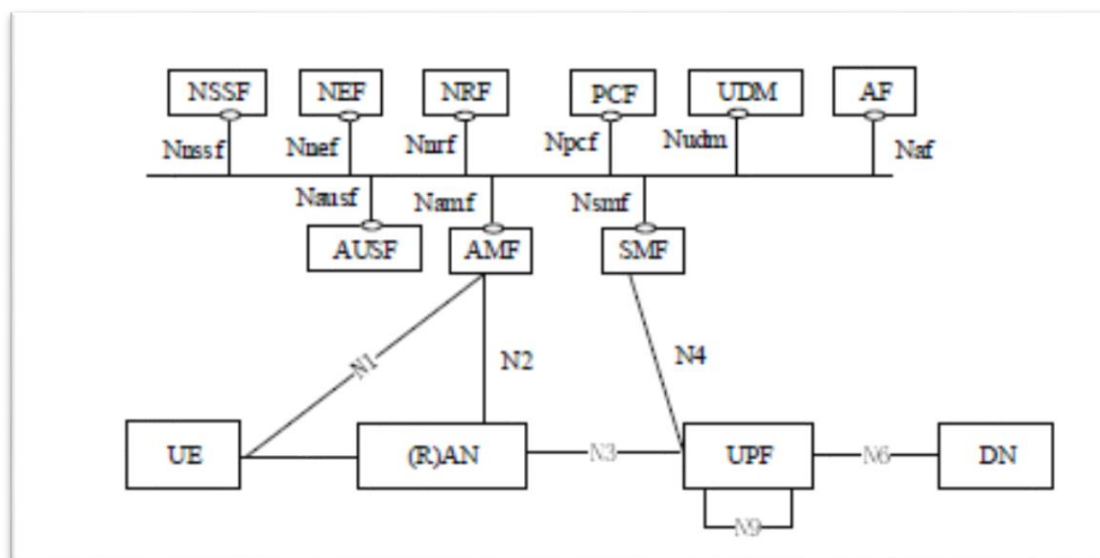 NSSF NEF NRF PCF UDM AF
Nnssf Nnef Nnrf Npcf Nudm Naf
Nausf Namf Nsmf
AUSF AMF SMF
N1 N2 N4
UE (R)AN N3 UPF N6 DN
N9